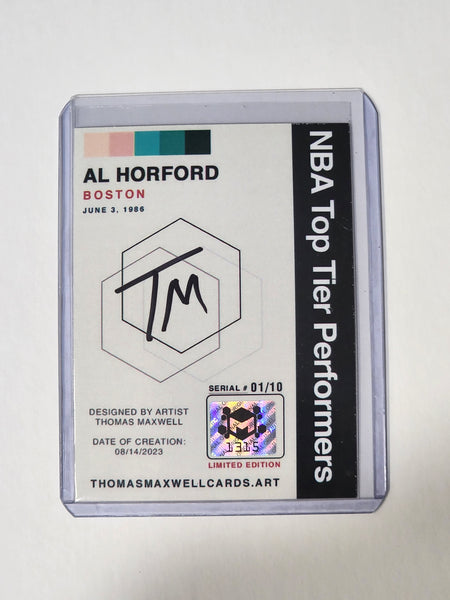 AL HORFORD
BOSTON
JUNE 3, 1986
TM
SERIAL # 01/10
1315
LIMITED EDITION
DESIGNED BY ARTIST
THOMAS MAXWELL
DATE OF CREATION:
08/14/2023
THOMASMAXWELLCARDS.ART
NBA Top Tier Performers